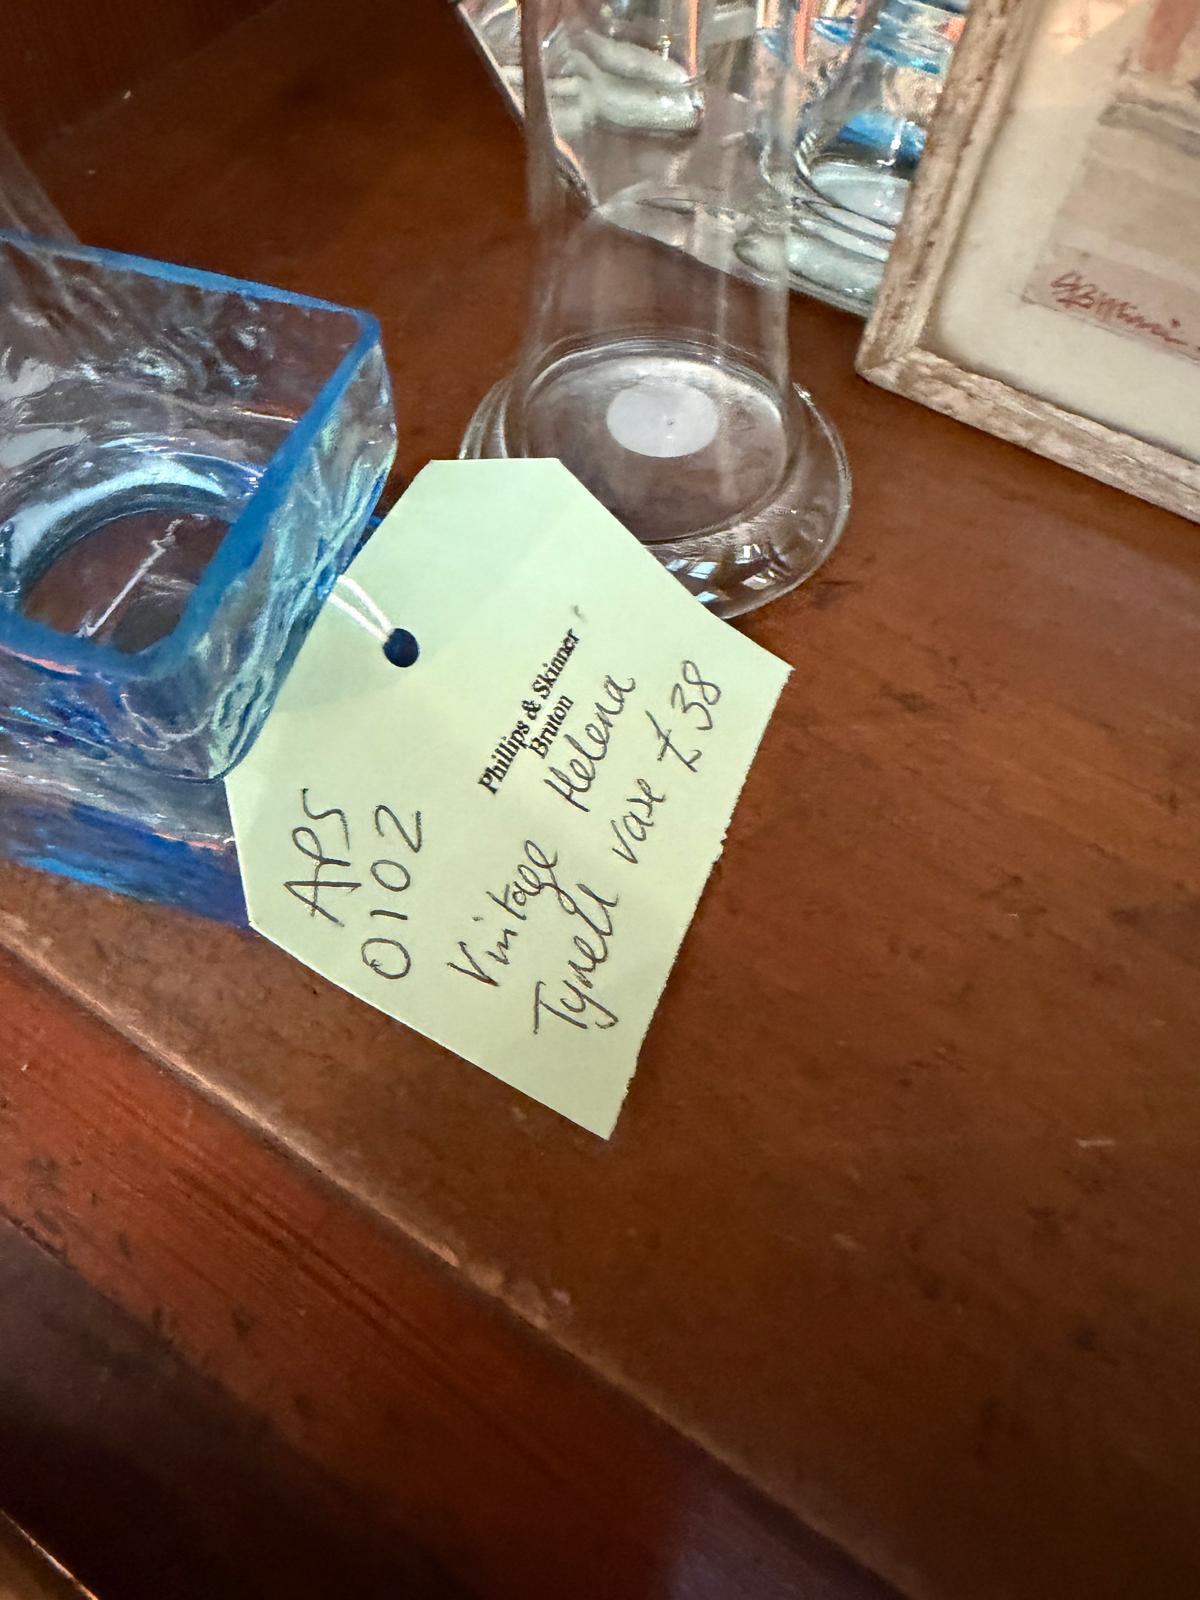 Phillips & Skinner
Bruton
APS
0102
Vintage Helena
Tynell vase £38